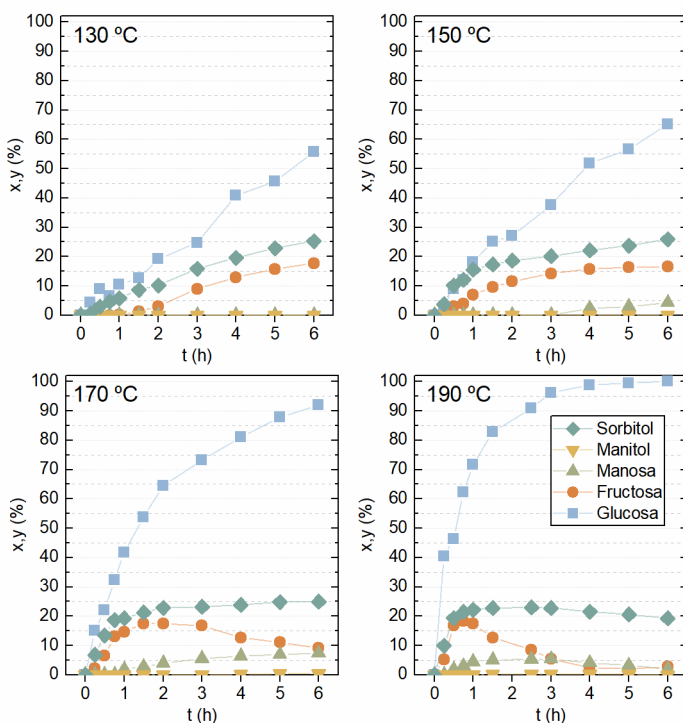 130 ºC
100
90
80
70
60
50
40
30
20
10
0
x,y (%)
0 1 2 3 4 5 6
t (h)
150 ºC
100
90
80
70
60
50
40
30
20
10
0
x,y (%)
0 1 2 3 4 5 6
t (h)
170 ºC
100
90
80
70
60
50
40
30
20
10
0
x,y (%)
0 1 2 3 4 5 6
t (h)
190 ºC
100
90
80
70
60
50
40
30
20
10
0
x,y (%)
Sorbitol
Manitol
Manosa
Fructosa
Glucosa
0 1 2 3 4 5 6
t (h)